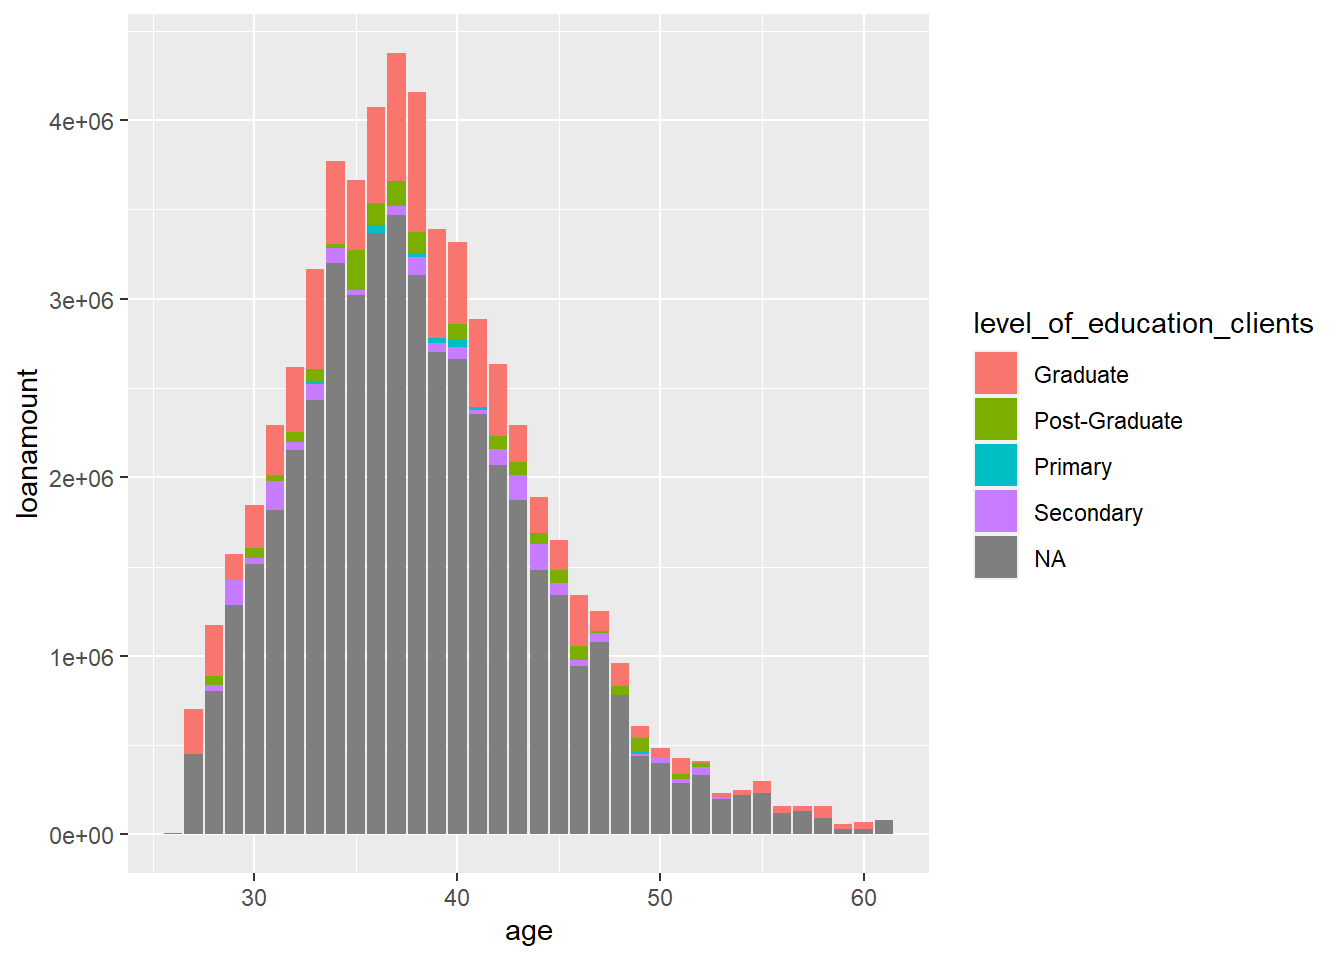 4e+06
3e+06
2e+06
1e+06
0e+00
30 40 50 60
age
loanamount
level_of_education_clients
Graduate
Post-Graduate
Primary
Secondary
NA